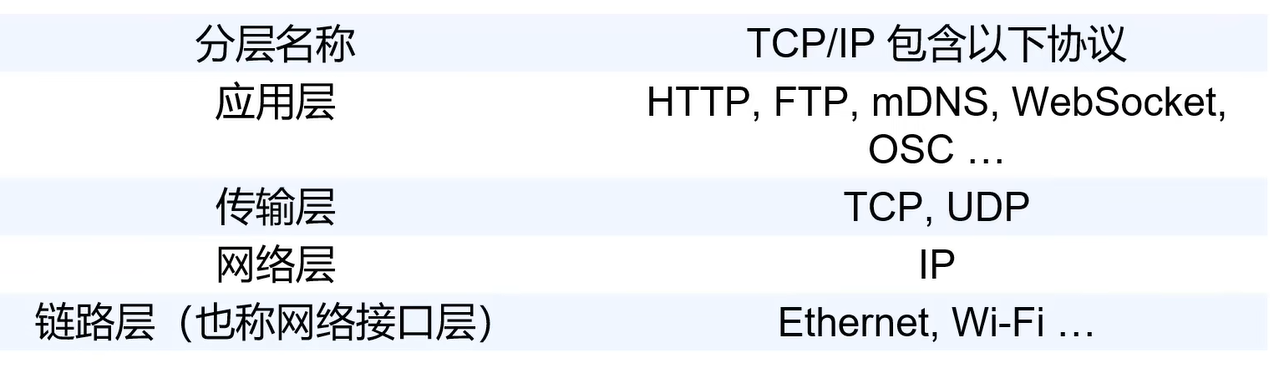 分层名称 TCP/IP 包含以下协议
应用层 HTTP, FTP, mDNS, WebSocket,
OSC …
传输层 TCP, UDP
网络层 IP
链路层（也称网络接口层） Ethernet, Wi-Fi …